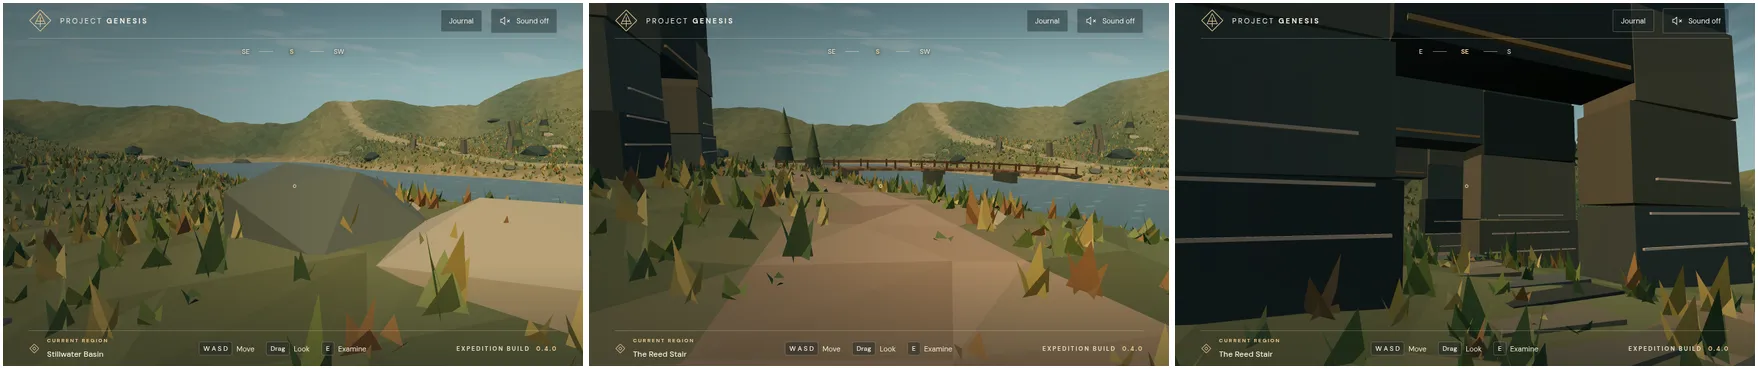 PROJECT GENESIS
Journal
Sound off
SE — S — SW
CURRENT REGION
Stillwater Basin
W A S D Move
Drag Look
E Examine
EXPEDITION BUILD 0.4.0
PROJECT GENESIS
Journal
Sound off
SE — S — SW
CURRENT REGION
The Reed Stair
W A S D Move
Drag Look
E Examine
EXPEDITION BUILD 0.4.0
PROJECT GENESIS
Journal
Sound off
E — SE — S
CURRENT REGION
The Reed Stair
W A S D Move
Drag Look
E Examine
EXPEDITION BUILD 0.4.0